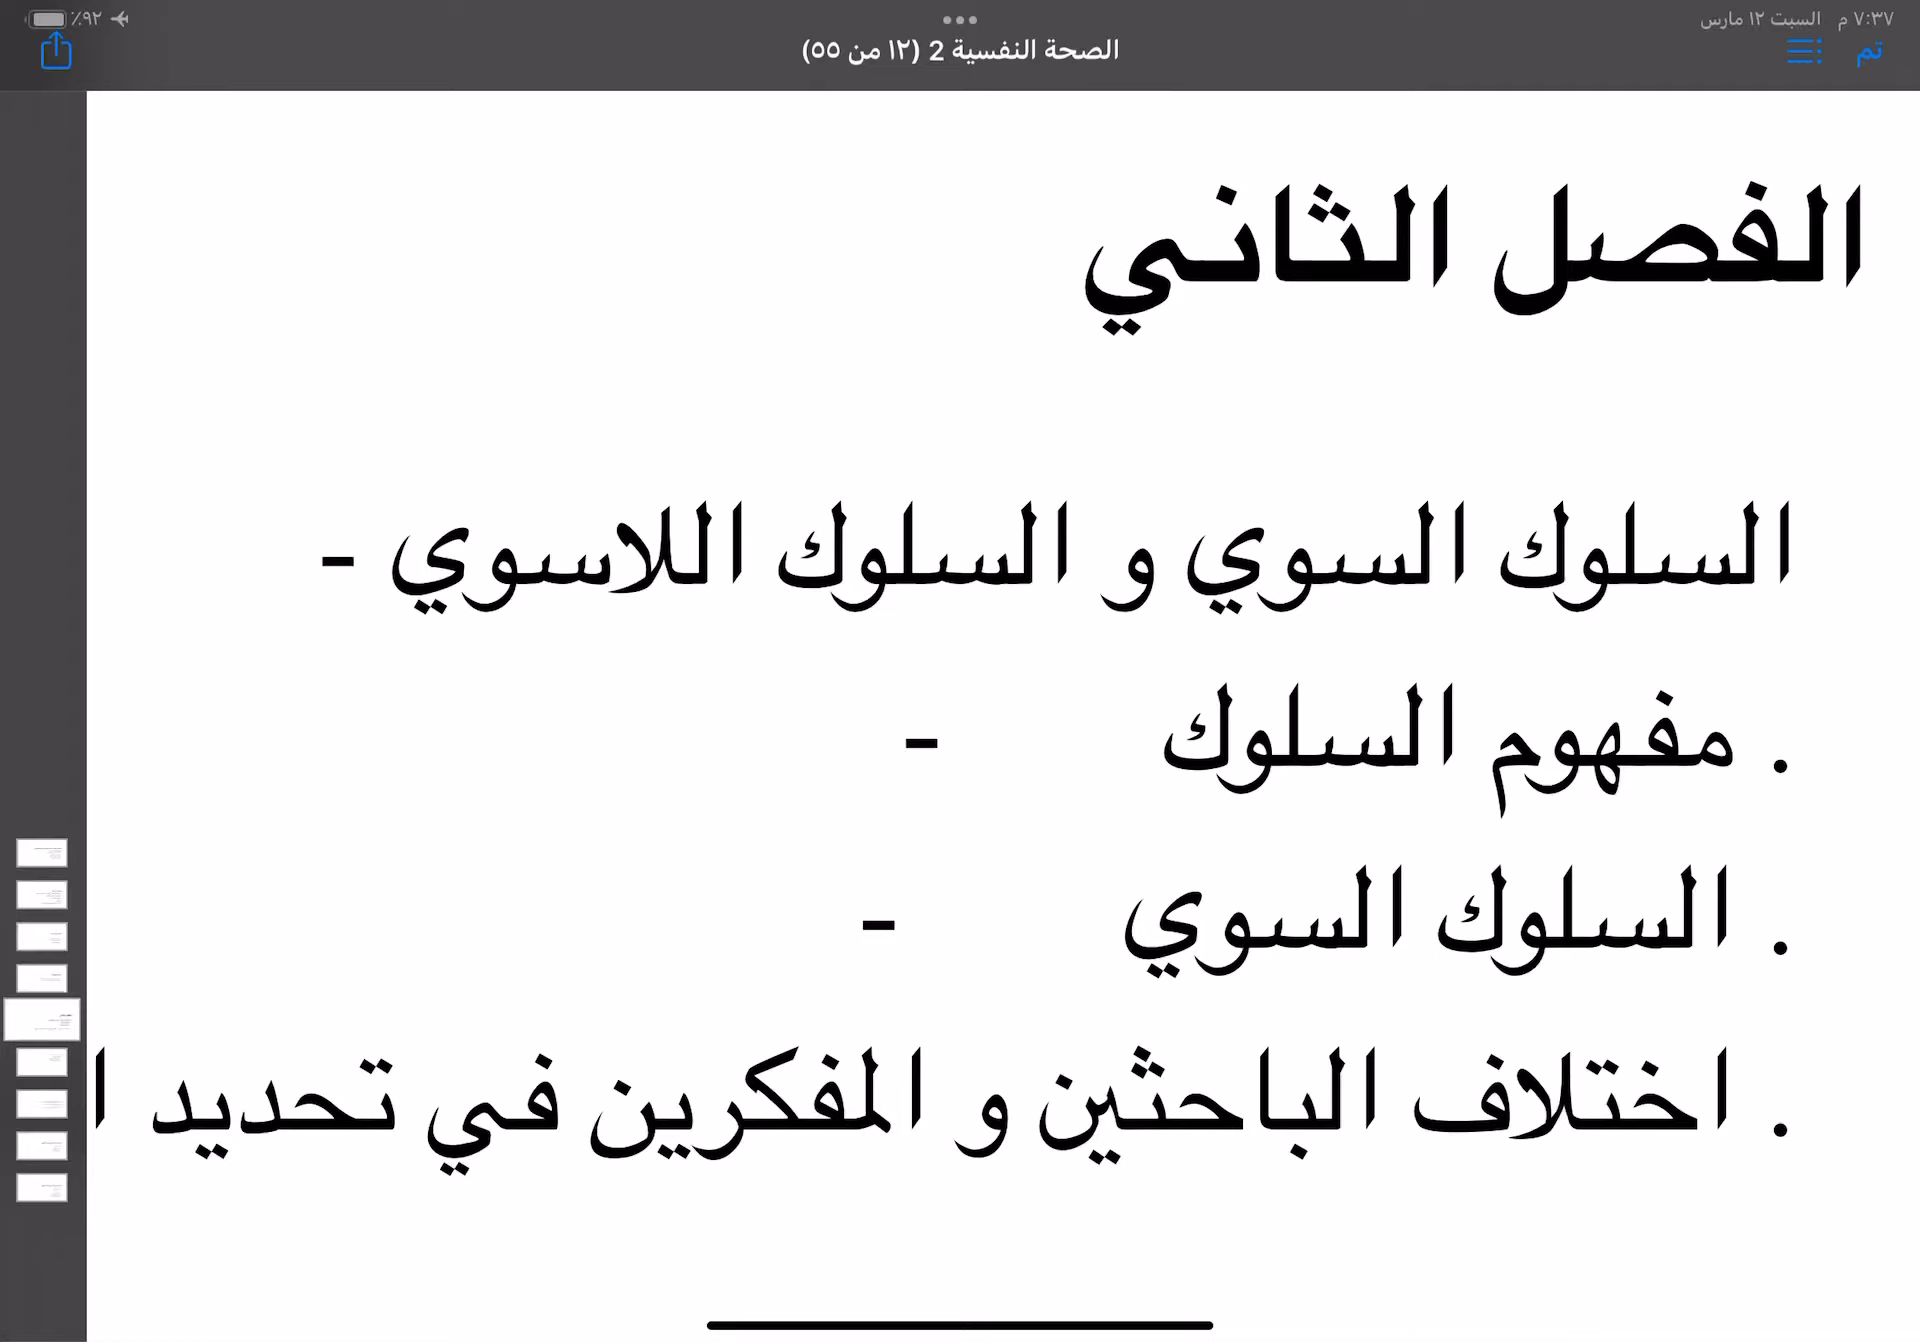 ٧:٣٧ م السبت ١٢ مارس
٪٩٢
تم
الصحة النفسية 2 (١٢ من ٥٥)
الفصل الثاني
السلوك السوي و السلوك اللاسوي -
. مفهوم السلوك -
. السلوك السوي -
. اختلاف الباحثين و المفكرين في تحديد ا